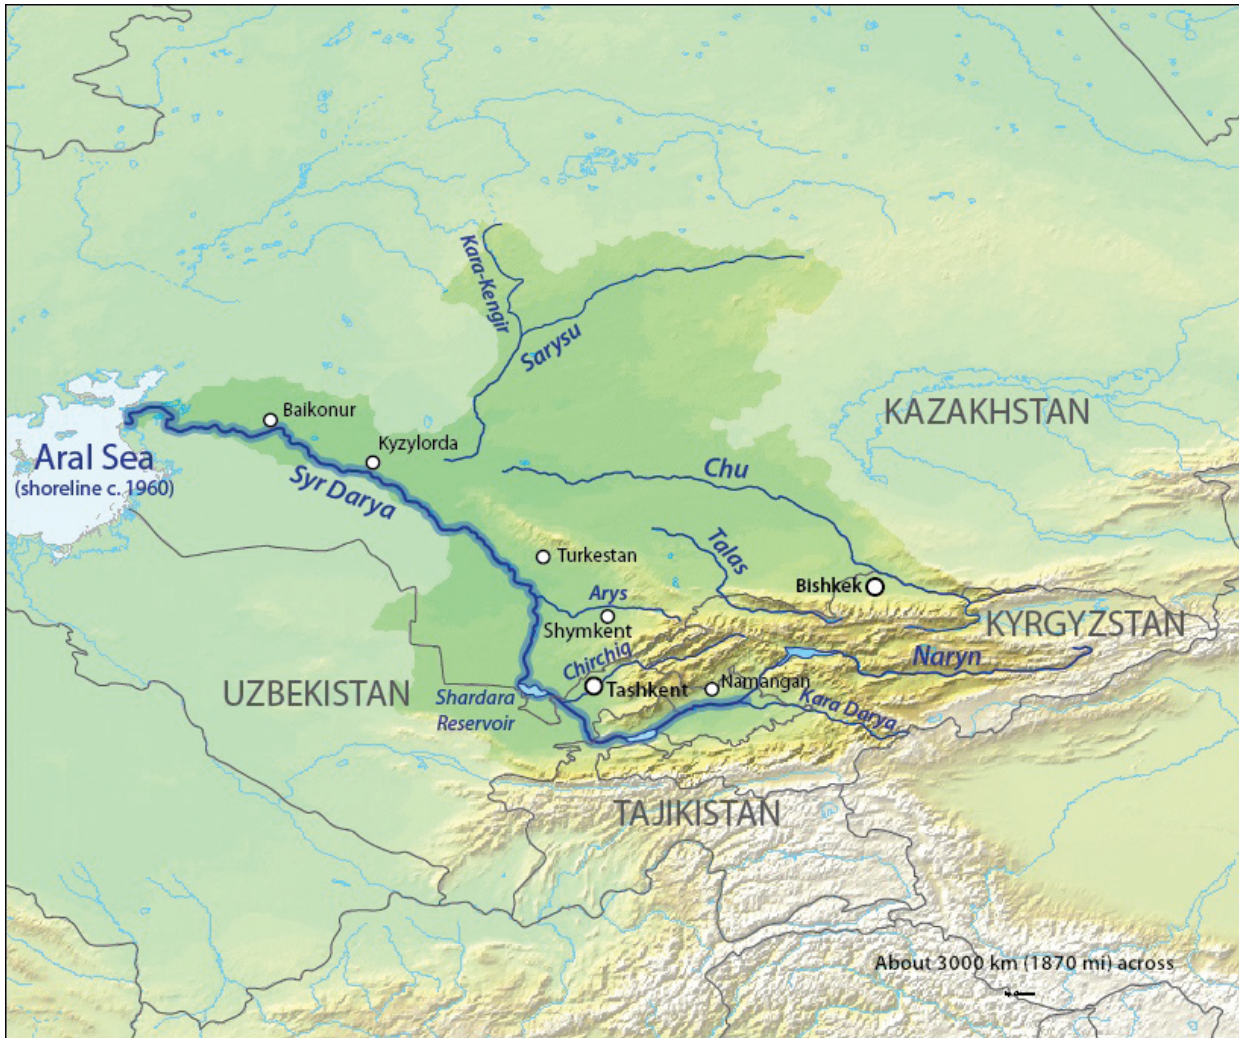 Kara-Kengir
Sarysu
KAZAKHSTAN
Baikonur
Kyzylorda
Aral Sea
(shoreline c. 1960)
Syr Darya
Chu
Talas
Turkestan
Bishkek
Arys
Shymkent
KYRGYZSTAN
Chirchiq
Naryn
Tashkent
Namangan
UZBEKISTAN
Shardara
Reservoir
Kara Darya
TAJIKISTAN
About 3000 km (1870 mi) across